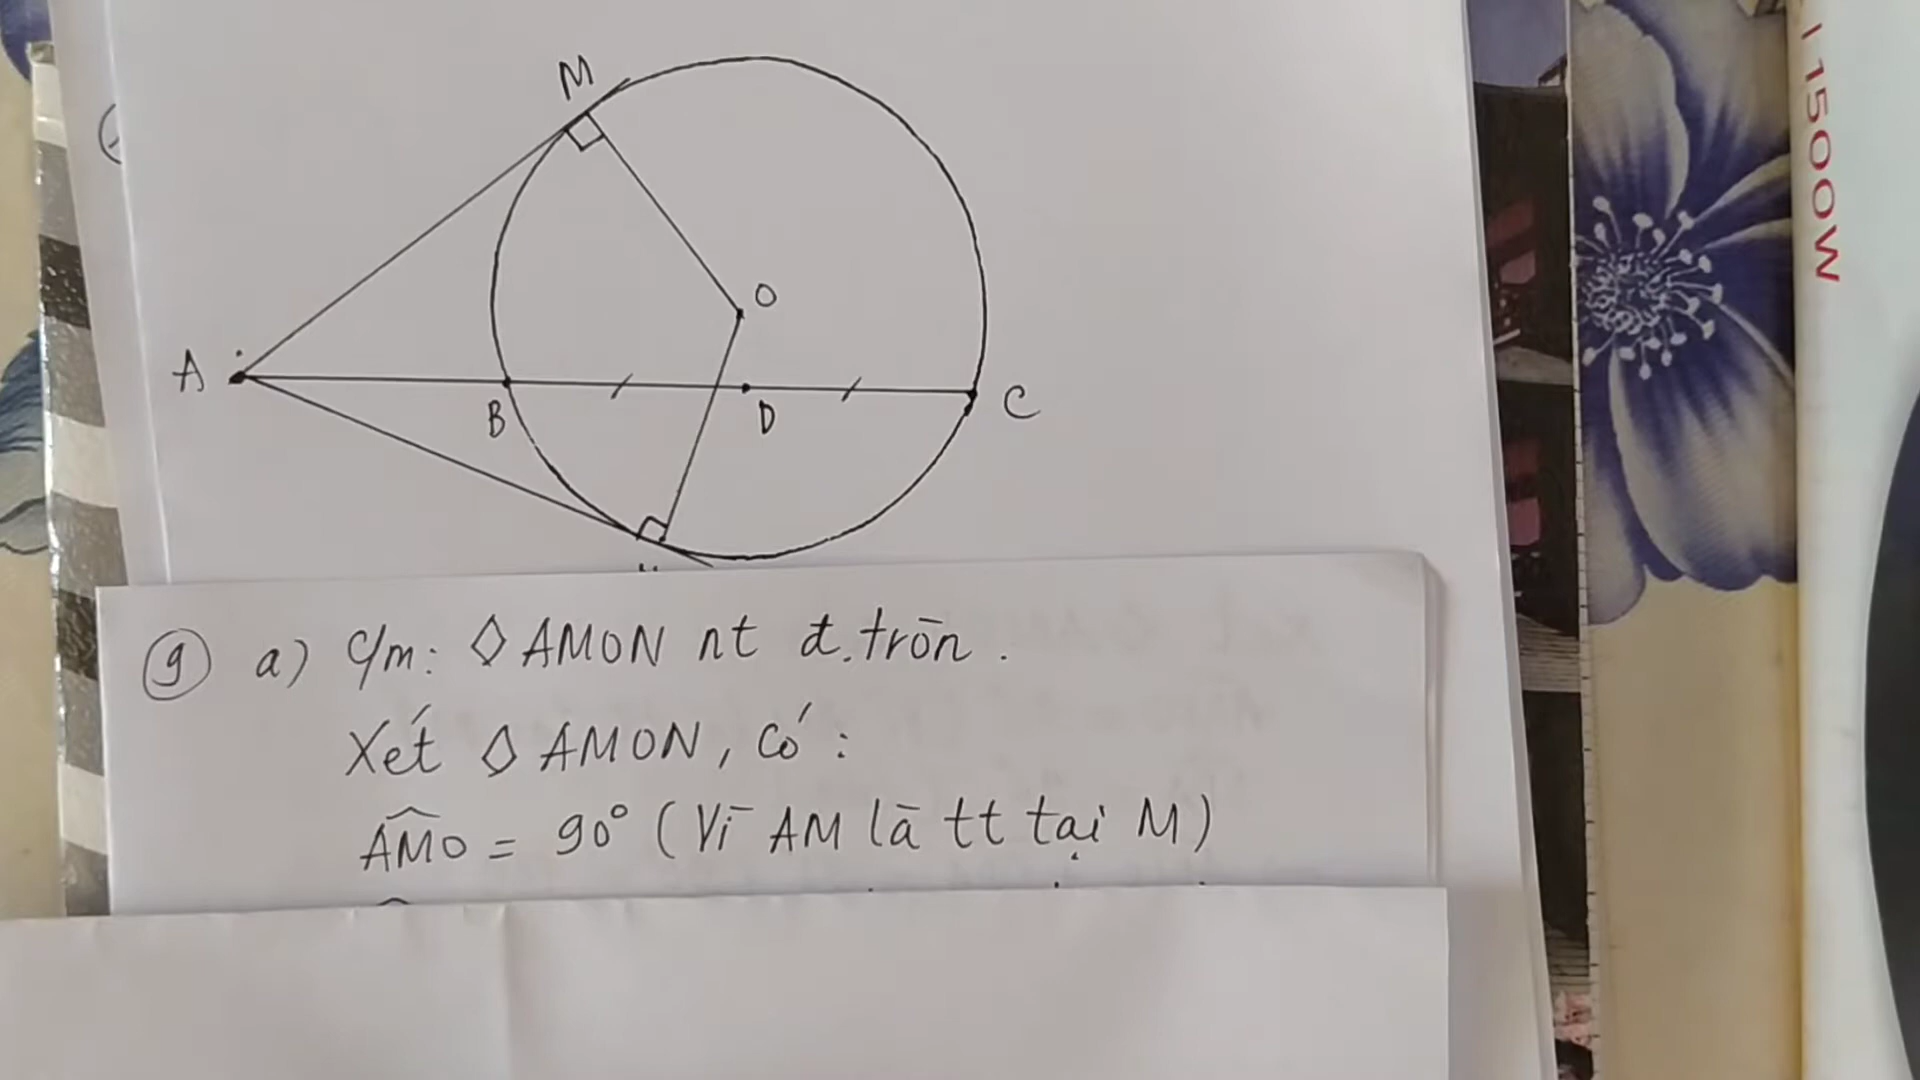 M
O
A
B
D
C
⑨ a) c/m: ◊ AMON nt đ.tròn.
Xét ◊ AMON, có:
AMO = 90° (Vì AM là tt tại M)
1500W